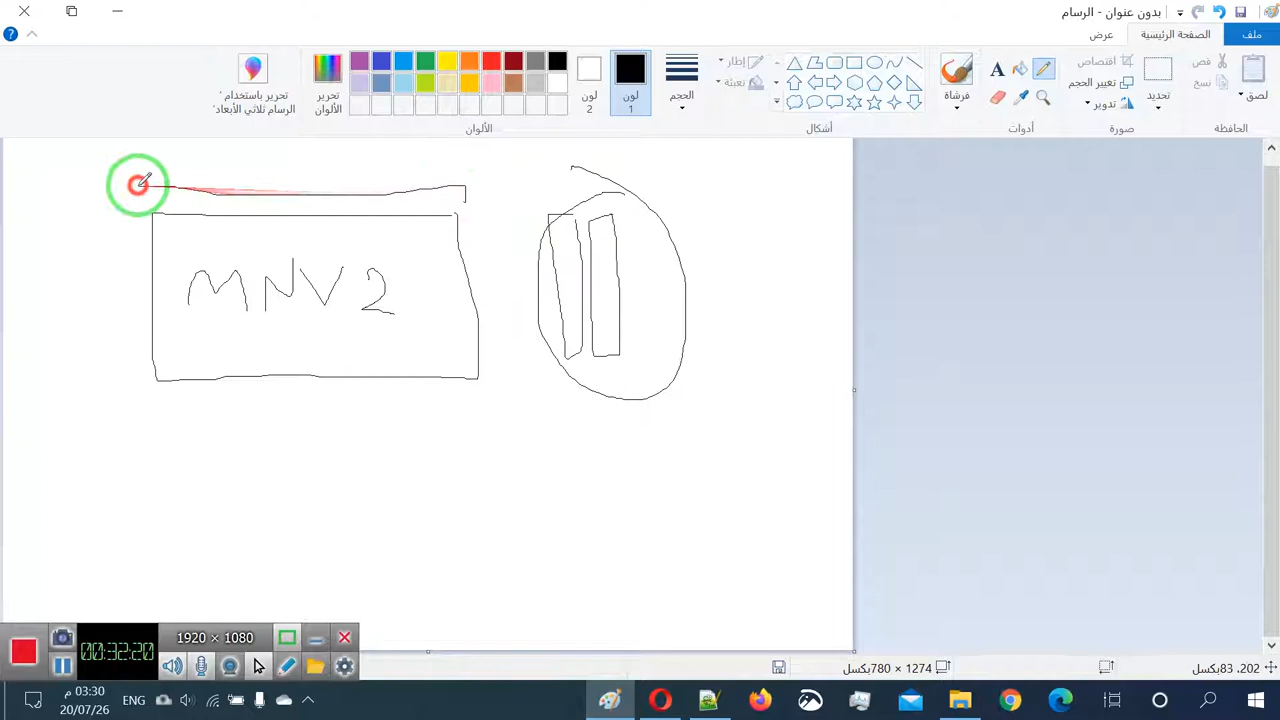 بدون عنوان - الرسام
ملف
الصفحة الرئيسية
عرض
لصق
قص
نسخ
الحافظة
تحديد
اقتصاص
تغيير الحجم
تدوير
صورة
A
أدوات
فرشاة
إطار
تعبئة
أشكال
الحجم
لون
1
لون
2
تحرير
الألوان
الألوان
تحرير باستخدام
الرسام ثلاثي الأبعاد
MNV2
00:32:20
1920 × 1080
202، 83بكسل
1274 × 780بكسل
03:30 م
20/07/26
ENG